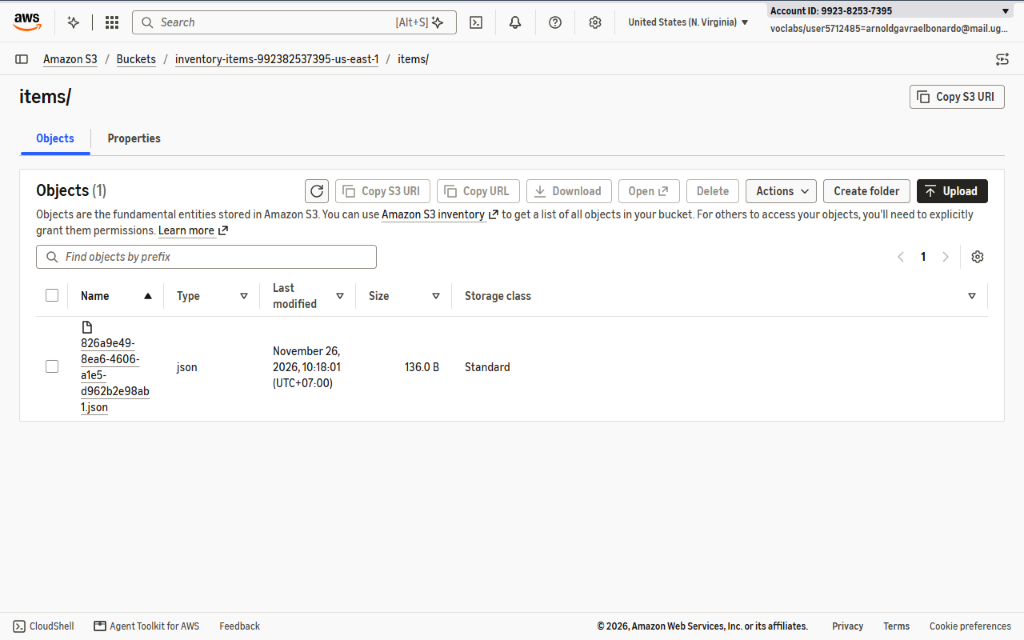 aws
Search [Alt+S]
United States (N. Virginia)
Account ID: 9923-8253-7395
voclabs/user5712485=arnoldgavraelbonardo@mail.ug...
Amazon S3 / Buckets / inventory-items-992382537395-us-east-1 / items/
items/
Copy S3 URI
Objects Properties
Objects (1)
Copy S3 URI Copy URL Download Open Delete Actions Create folder Upload
Objects are the fundamental entities stored in Amazon S3. You can use Amazon S3 inventory to get a list of all objects in your bucket. For others to access your objects, you'll need to explicitly
grant them permissions. Learn more
Find objects by prefix
1
Name Type Last modified Size Storage class
826a9e49-
8ea6-4606-
a1e5-
d962b2e98ab
1.json
json
November 26,
2026, 10:18:01
(UTC+07:00)
136.0 B
Standard
CloudShell Agent Toolkit for AWS Feedback © 2026, Amazon Web Services, Inc. or its affiliates. Privacy Terms Cookie preferences